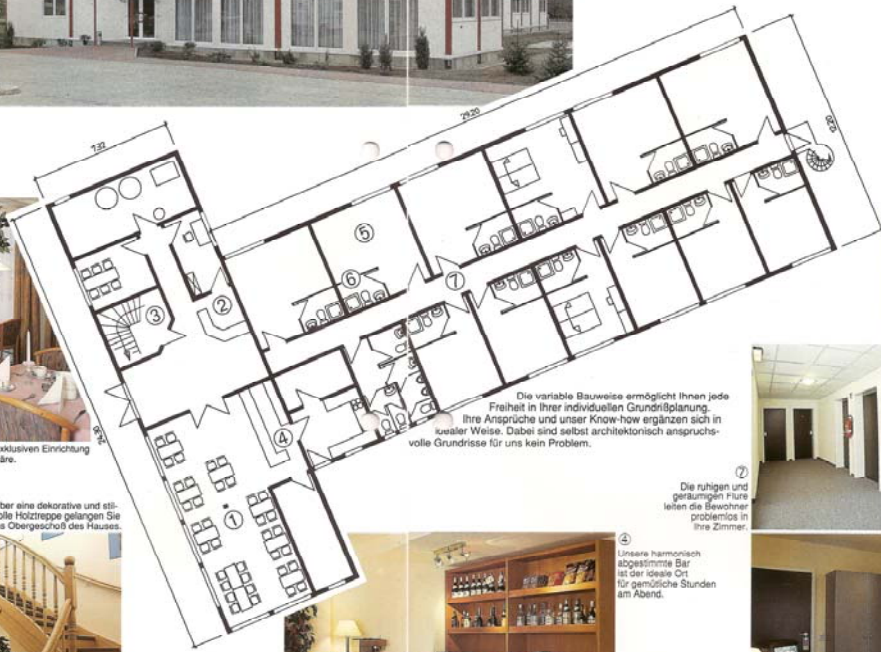 29.20
7.32
12.20
⑤
⑥
⑦
②
③
④
①
Die variable Bauweise ermöglicht Ihnen jede
Freiheit in Ihrer individuellen Grundrißplanung.
Ihre Ansprüche und unser Know-how ergänzen sich in
idealer Weise. Dabei sind selbst architektonisch anspruchs-
volle Grundrisse für uns kein Problem.
xklusiven Einrichtung
äre.
ber eine dekorative und stil-
olle Holztreppe gelangen Sie
s Obergeschoß des Hauses.
⑦
Die ruhigen und
geräumigen Flure
leiten die Bewohner
problemlos in
Ihre Zimmer.
④
Unsere harmonisch
abgestimmte Bar
ist der ideale Ort
für gemütliche Stunden
am Abend.